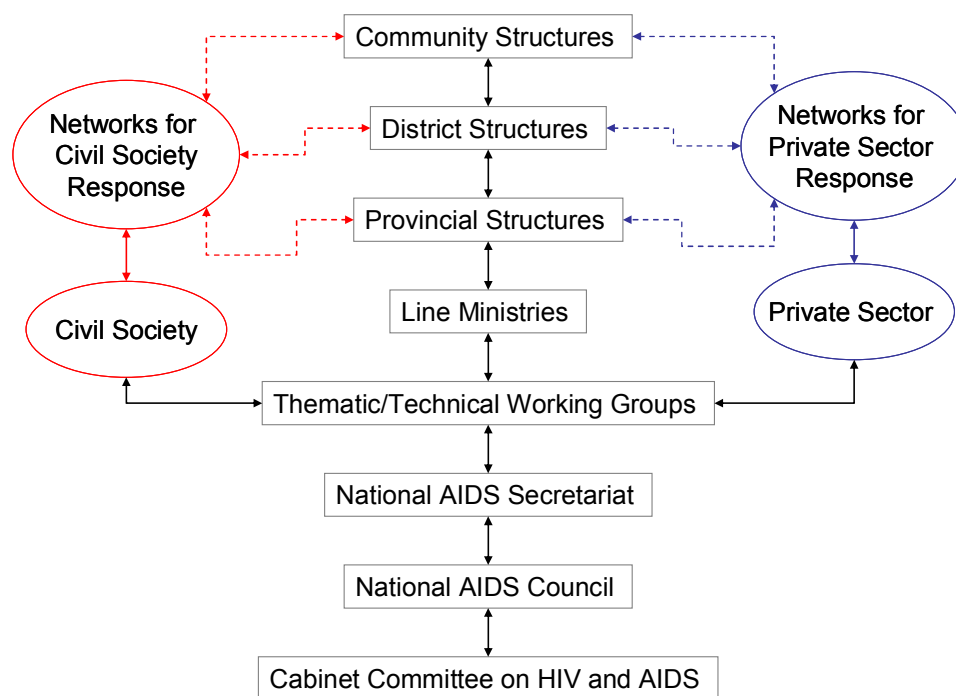 Community Structures
Networks for
Civil Society
Response
District Structures
Networks for
Private Sector
Response
Provincial Structures
Line Ministries
Civil Society
Private Sector
Thematic/Technical Working Groups
National AIDS Secretariat
National AIDS Council
Cabinet Committee on HIV and AIDS